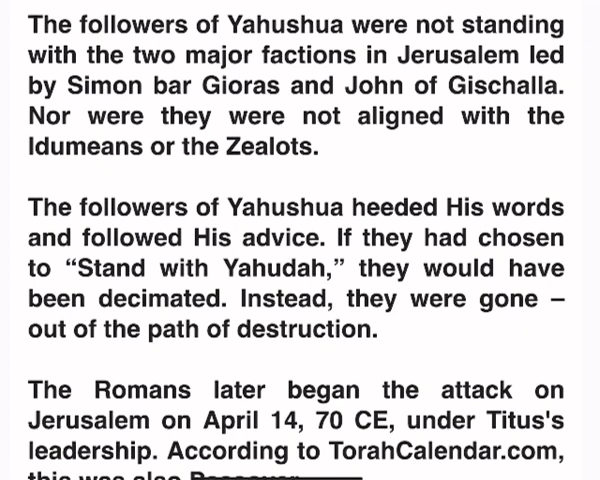 The followers of Yahushua were not standing
with the two major factions in Jerusalem led
by Simon bar Gioras and John of Gischalla.
Nor were they were not aligned with the
Idumeans or the Zealots.
The followers of Yahushua heeded His words
and followed His advice. If they had chosen
to “Stand with Yahudah,” they would have
been decimated. Instead, they were gone –
out of the path of destruction.
The Romans later began the attack on
Jerusalem on April 14, 70 CE, under Titus's
leadership. According to TorahCalendar.com,
this was also